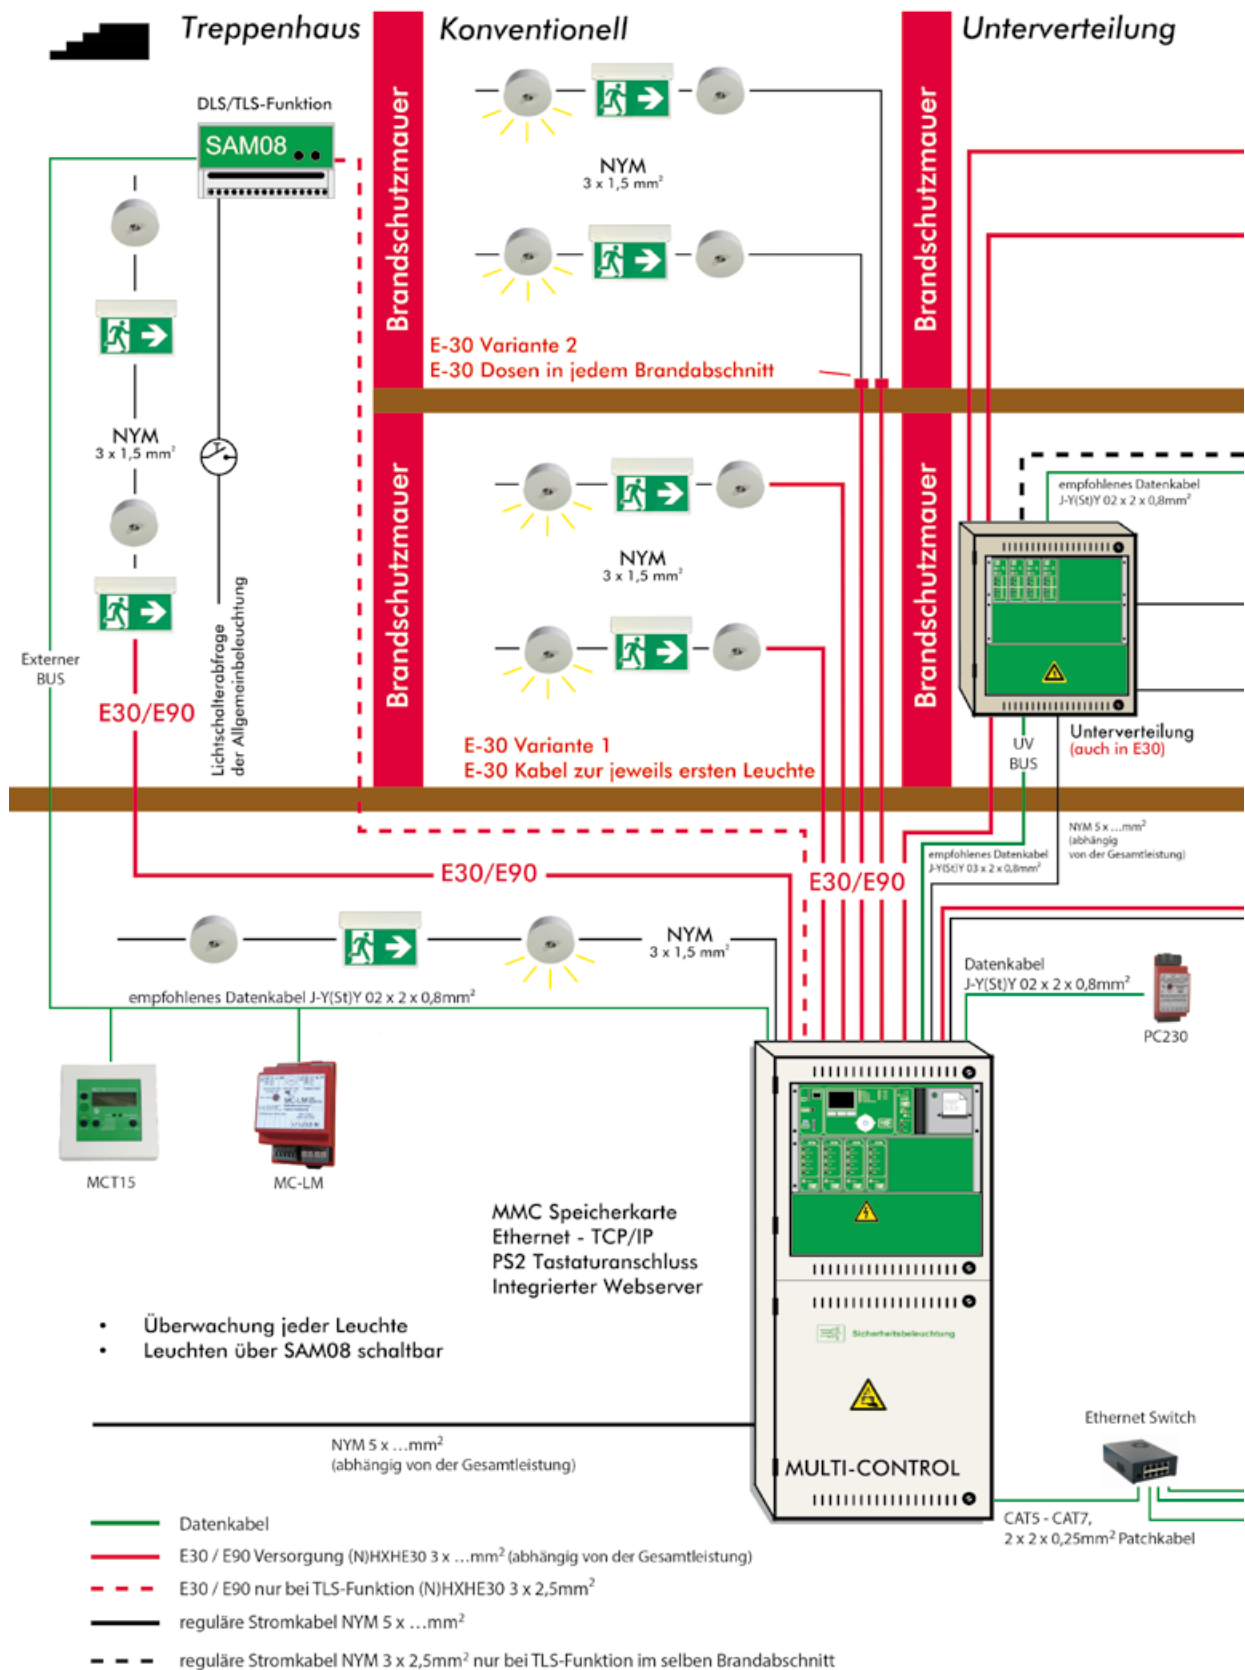 Treppenhaus
Konventionell
Unterverteilung
DLS/TLS-Funktion
SAM08
NYM
3 x 1,5 mm²
Brandschutzmauer
Brandschutzmauer
E-30 Variante 2
E-30 Dosen in jedem Brandabschnitt
NYM
3 x 1,5 mm²
empfohlenes Datenkabel
J-Y(St)Y 02 x 2 x 0,8mm²
Brandschutzmauer
Brandschutzmauer
NYM
3 x 1,5 mm²
Externer
BUS
Lichtschalterabfrage
der Allgemeinbeleuchtung
E30/E90
E-30 Variante 1
E-30 Kabel zur jeweils ersten Leuchte
UV
BUS
Unterverteilung
(auch in E30)
NYM 5 x ...mm²
(abhängig
von der Gesamtleistung)
empfohlenes Datenkabel
J-Y(St)Y 03 x 2 x 0,8mm²
E30/E90
E30/E90
NYM
3 x 1,5 mm²
Datenkabel
J-Y(St)Y 02 x 2 x 0,8mm²
PC230
empfohlenes Datenkabel J-Y(St)Y 02 x 2 x 0,8mm²
MC-LM
MCT15
MC-LM
MMC Speicherkarte
Ethernet - TCP/IP
PS2 Tastaturanschluss
Integrierter Webserver
• Überwachung jeder Leuchte
• Leuchten über SAM08 schaltbar
Sicherheitsbeleuchtung
NYM 5 x ...mm²
(abhängig von der Gesamtleistung)
MULTI-CONTROL
Ethernet Switch
CAT5 - CAT7,
2 x 2 x 0,25mm² Patchkabel
Datenkabel
E30 / E90 Versorgung (N)HXHE30 3 x ...mm² (abhängig von der Gesamtleistung)
E30 / E90 nur bei TLS-Funktion (N)HXHE30 3 x 2,5mm²
reguläre Stromkabel NYM 5 x ...mm²
reguläre Stromkabel NYM 3 x 2,5mm² nur bei TLS-Funktion im selben Brandabschnitt